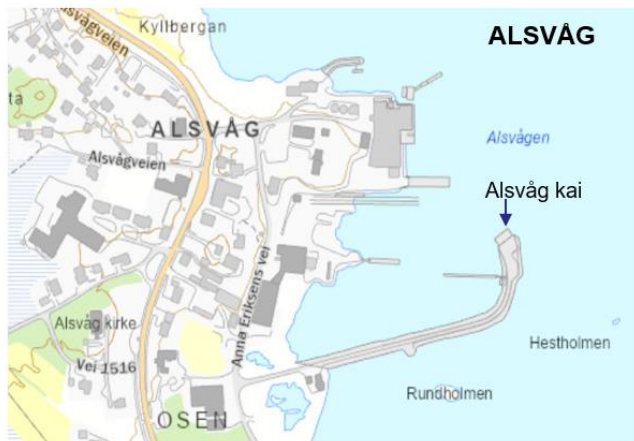 Kyllbergan
ALSVÅG
ALSVÅG
Alsvågen
Alsvågveien
Alsvåg kai
Anna Eriksens vei
Alsvåg kirke
Hestholmen
Vei 1516
Rundholmen
OSEN